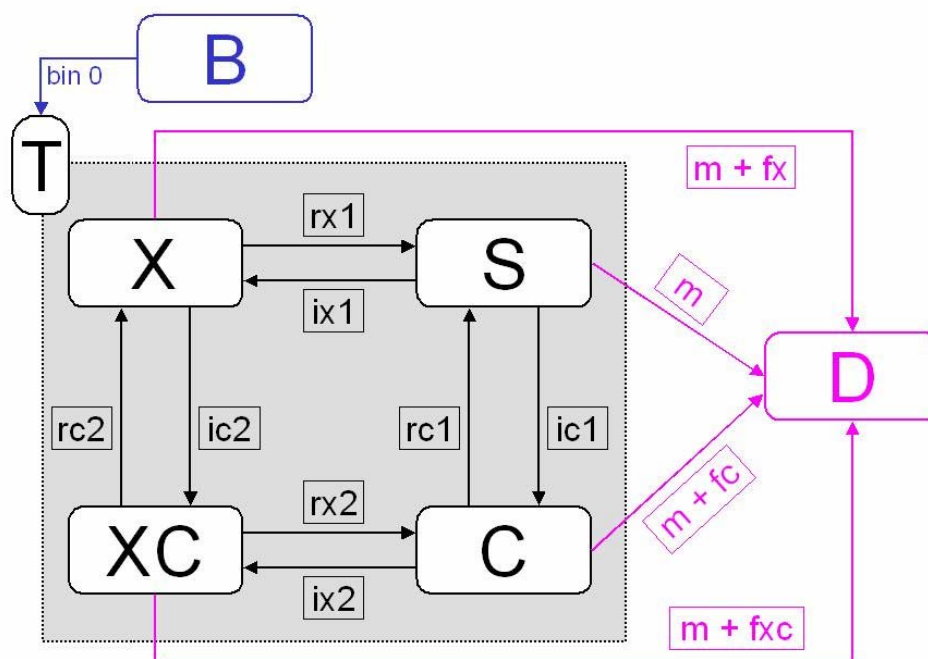 B
bin 0
T
m + fx
rx1
X
S
ix1
m
D
rc2
ic2
rc1
ic1
m + fc
rx2
XC
C
ix2
m + fxc